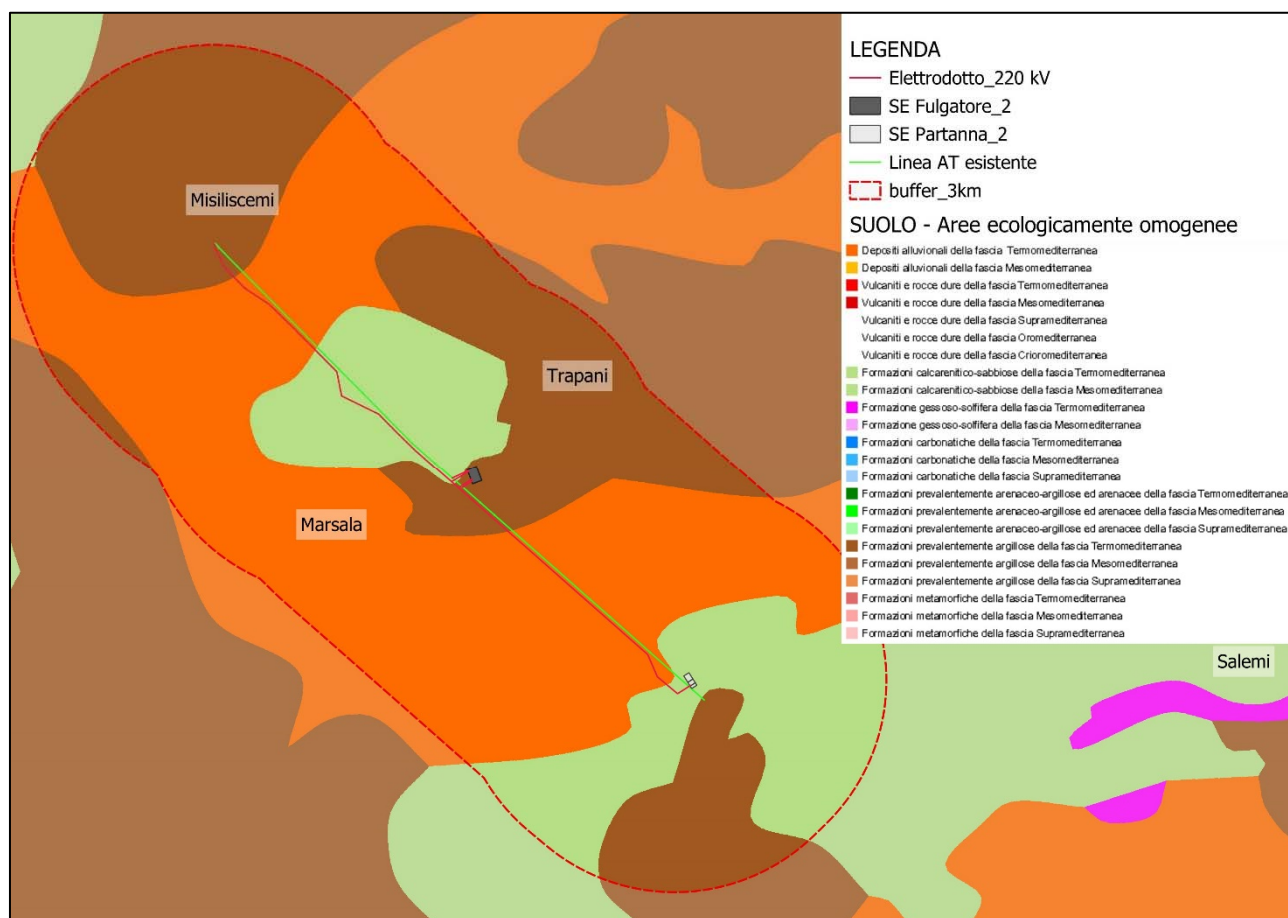 LEGENDA
Elettrodotto_220 kV
SE Fulgatore_2
SE Partanna_2
Linea AT esistente
buffer_3km
SUOLO - Aree ecologicamente omogenee
Depositi alluvionali della fascia Termomediterranea
Depositi alluvionali della fascia Mesomediterranea
Vulcaniti e rocce dure della fascia Termomediterranea
Vulcaniti e rocce dure della fascia Mesomediterranea
Vulcaniti e rocce dure della fascia Supramediterranea
Vulcaniti e rocce dure della fascia Oromediterranea
Vulcaniti e rocce dure della fascia Crioromediterranea
Formazioni calcarenitico-sabbiose della fascia Termomediterranea
Formazioni calcarenitico-sabbiose della fascia Mesomediterranea
Formazione gessoso-solfifera della fascia Termomediterranea
Formazione gessoso-solfifera della fascia Mesomediterranea
Formazioni carbonatiche della fascia Termomediterranea
Formazioni carbonatiche della fascia Mesomediterranea
Formazioni carbonatiche della fascia Supramediterranea
Formazioni prevalentemente arenaceo-argillose ed arenacee della fascia Termomediterranea
Formazioni prevalentemente arenaceo-argillose ed arenacee della fascia Mesomediterranea
Formazioni prevalentemente arenaceo-argillose ed arenacee della fascia Supramediterranea
Formazioni prevalentemente argillose della fascia Termomediterranea
Formazioni prevalentemente argillose della fascia Mesomediterranea
Formazioni prevalentemente argillose della fascia Supramediterranea
Formazioni metamorfiche della fascia Termomediterranea
Formazioni metamorfiche della fascia Mesomediterranea
Formazioni metamorfiche della fascia Supramediterranea
Misiliscemi
Trapani
Marsala
Salemi